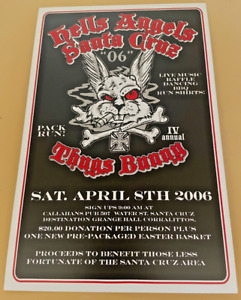 Hells Angels
Santa Cruz
"06"
LIVE MUSIC
RAFFLE
DANCING
BBQ
RUN SHIRTS!
PACK
RUN!
IV
annual
Thugs Bunny
SAT. APRIL 8TH 2006
SIGN UPS 9:00 AM AT
CALLAHANS PUB 507 WATER ST. SANTA CRUZ
DESTINATION GRANGE HALL CORRALITTOS.
$20.00 DONATION PER PERSON PLUS
ONE NEW PRE-PACKAGED EASTER BASKET
PROCEEDS TO BENEFIT THOSE LESS
FORTUNATE OF THE SANTA CRUZ AREA